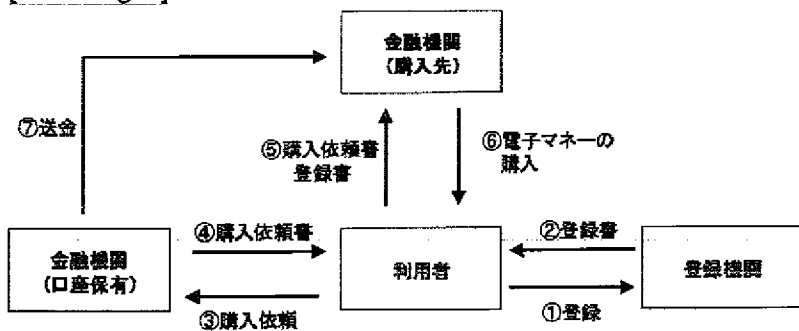 金融機関
(購入先)
⑦送金
⑤購入依頼書
登録書
⑥電子マネーの
購入
④購入依頼書
②登録書
金融機関
(口座保有)
利用者
登録機関
③購入依頼
①登録